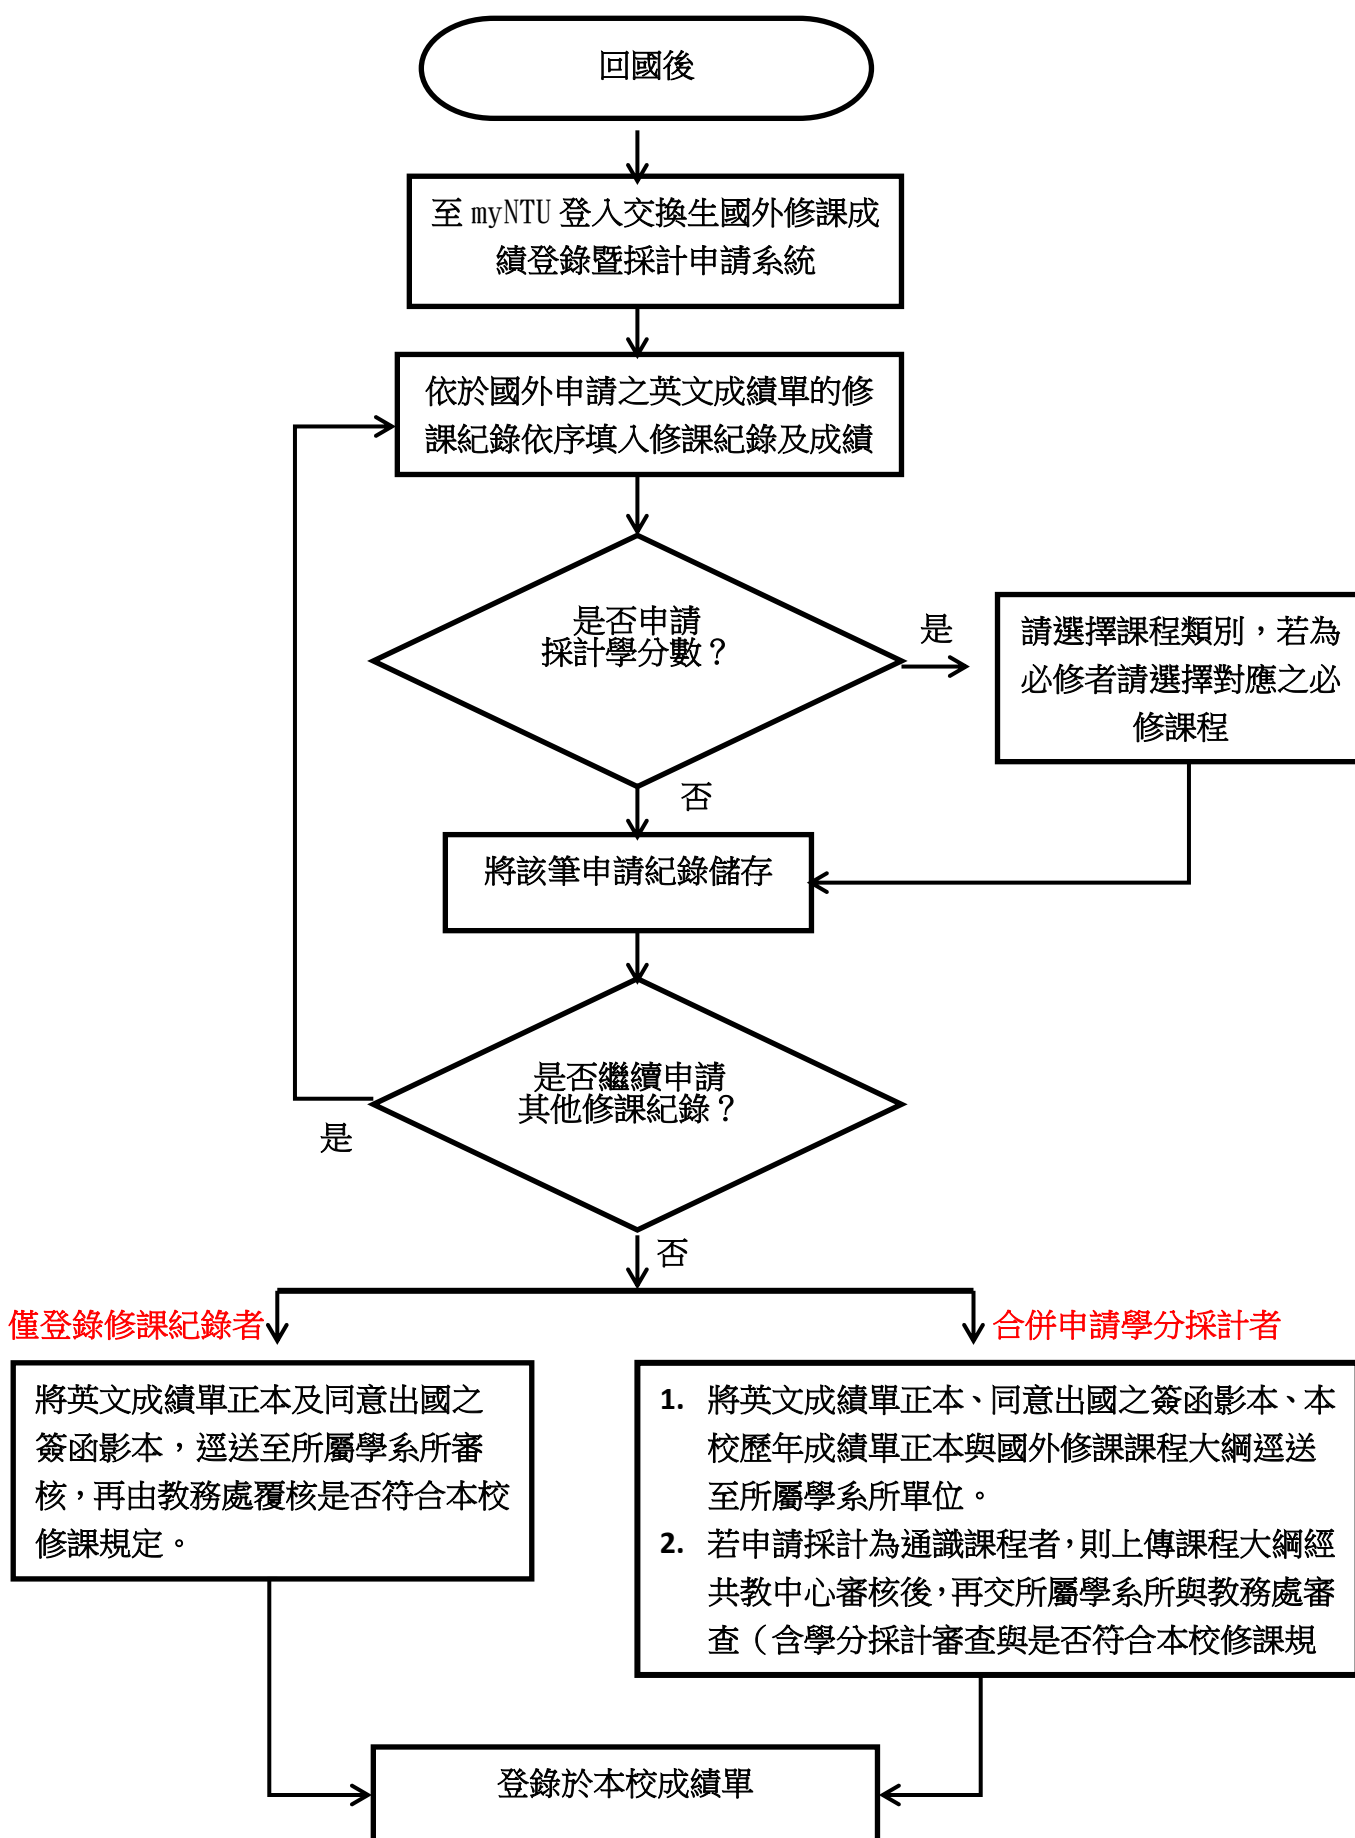 回國後
至 myNTU 登入交換生國外修課成
績登錄暨採計申請系統
依於國外申請之英文成績單的修
課紀錄依序填入修課紀錄及成績
是否申請
採計學分數？
是
請選擇課程類別，若為
必修者請選擇對應之必
修課程
否
將該筆申請紀錄儲存
是否繼續申請
其他修課紀錄？
是
否
僅登錄修課紀錄者
合併申請學分採計者
將英文成績單正本及同意出國之
簽函影本，逕送至所屬學系所審
核，再由教務處覆核是否符合本校
修課規定。
1. 將英文成績單正本、同意出國之簽函影本、本
校歷年成績單正本與國外修課課程大綱逕送
至所屬學系所單位。
2. 若申請採計為通識課程者，則上傳課程大綱經
共教中心審核後，再交所屬學系所與教務處審
查（含學分採計審查與是否符合本校修課規
登錄於本校成績單